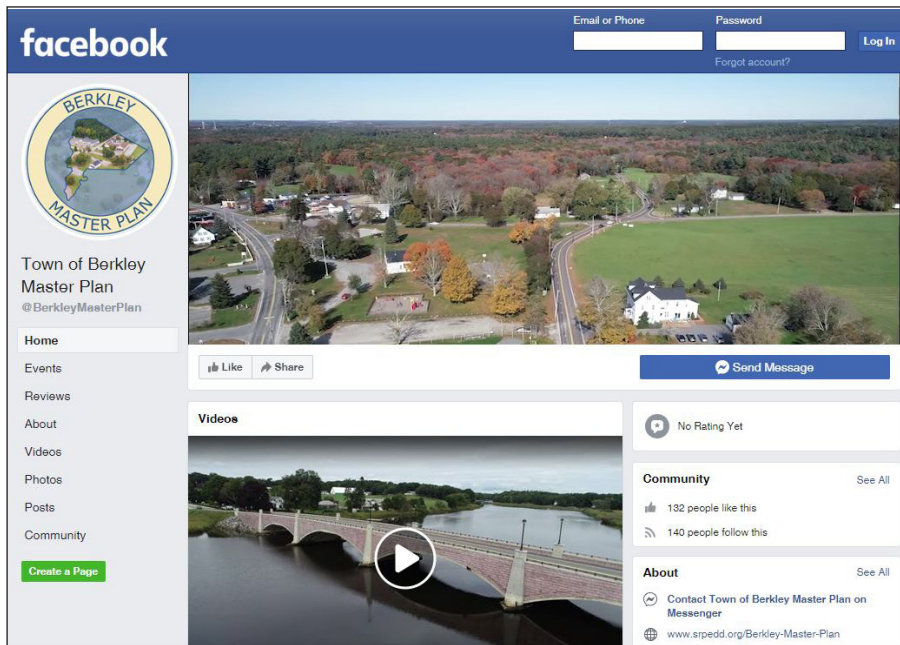 facebook
Email or Phone
Password
Log In
Forgot account?
BERKLEY
MASTER PLAN
Town of Berkley
Master Plan
@BerkleyMasterPlan
Home
Events
Reviews
About
Videos
Photos
Posts
Community
Create a Page
Like
Share
Send Message
Videos
No Rating Yet
Community
See All
132 people like this
140 people follow this
About
See All
Contact Town of Berkley Master Plan on
Messenger
www.srpedd.org/Berkley-Master-Plan